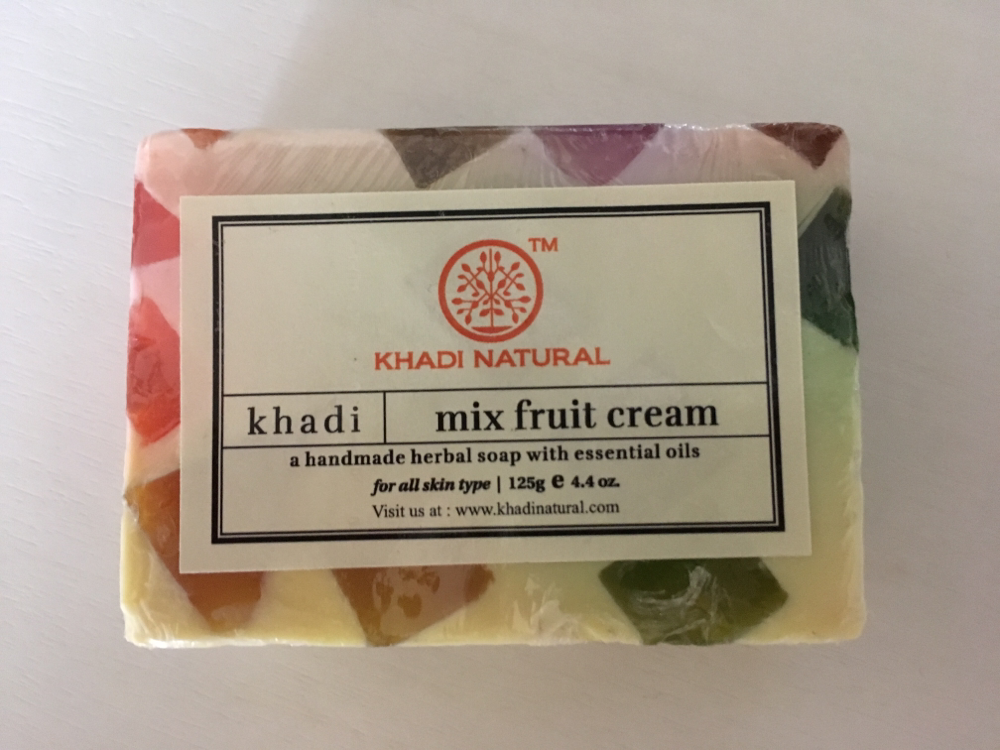 TM
KHADI NATURAL
khadi
mix fruit cream
a handmade herbal soap with essential oils
for all skin type | 125g e 4.4 oz.
Visit us at : www.khadinatural.com